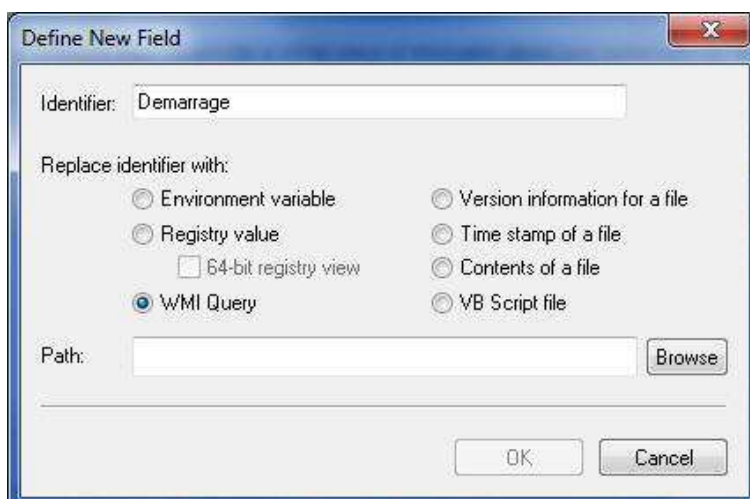 Define New Field
Identifier: Demarrage
Replace identifier with:
Environment variable Version information for a file
Registry value Time stamp of a file
64-bit registry view Contents of a file
WMI Query VB Script file
Path: Browse
OK Cancel